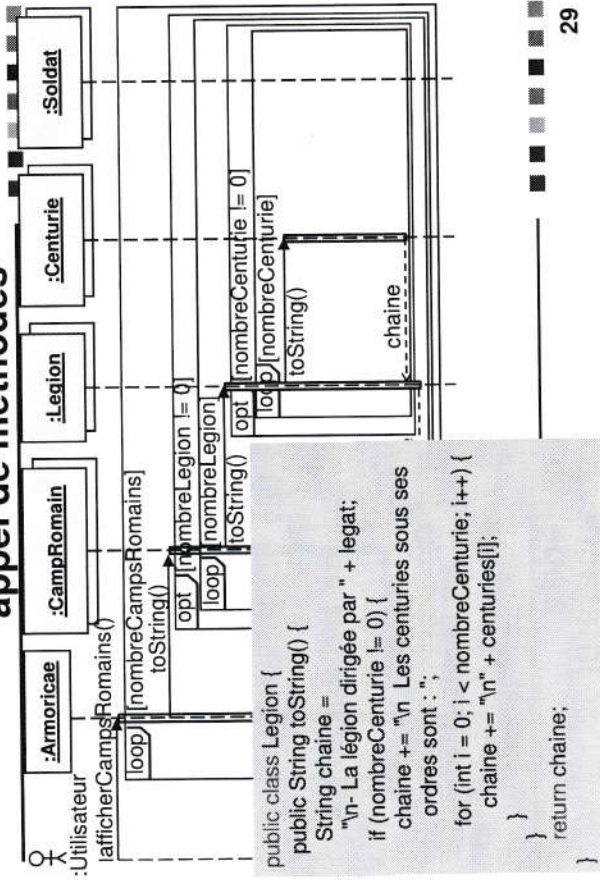 appel de méthodes
:Utilisateur
:Armoricae
:CampRomain
:Legion
:Centurie
:Soldat
afficherCampsRomains()
loop [nombreCampsRomains]
toString()
opt [nombreLegion != 0]
loop [nombreLegion]
toString()
opt [nombreCenturie != 0]
loop [nombreCenturie]
toString()
chaine
public class Legion {
public String toString() {
String chaine =
"\n- La légion dirigée par " + legat;
if (nombreCenturie != 0) {
chaine += "\n Les centuries sous ses
ordres sont : ";
for (int i = 0; i < nombreCenturie; i++) {
chaine += "\n" + centuries[i];
}
}
return chaine;
}
29